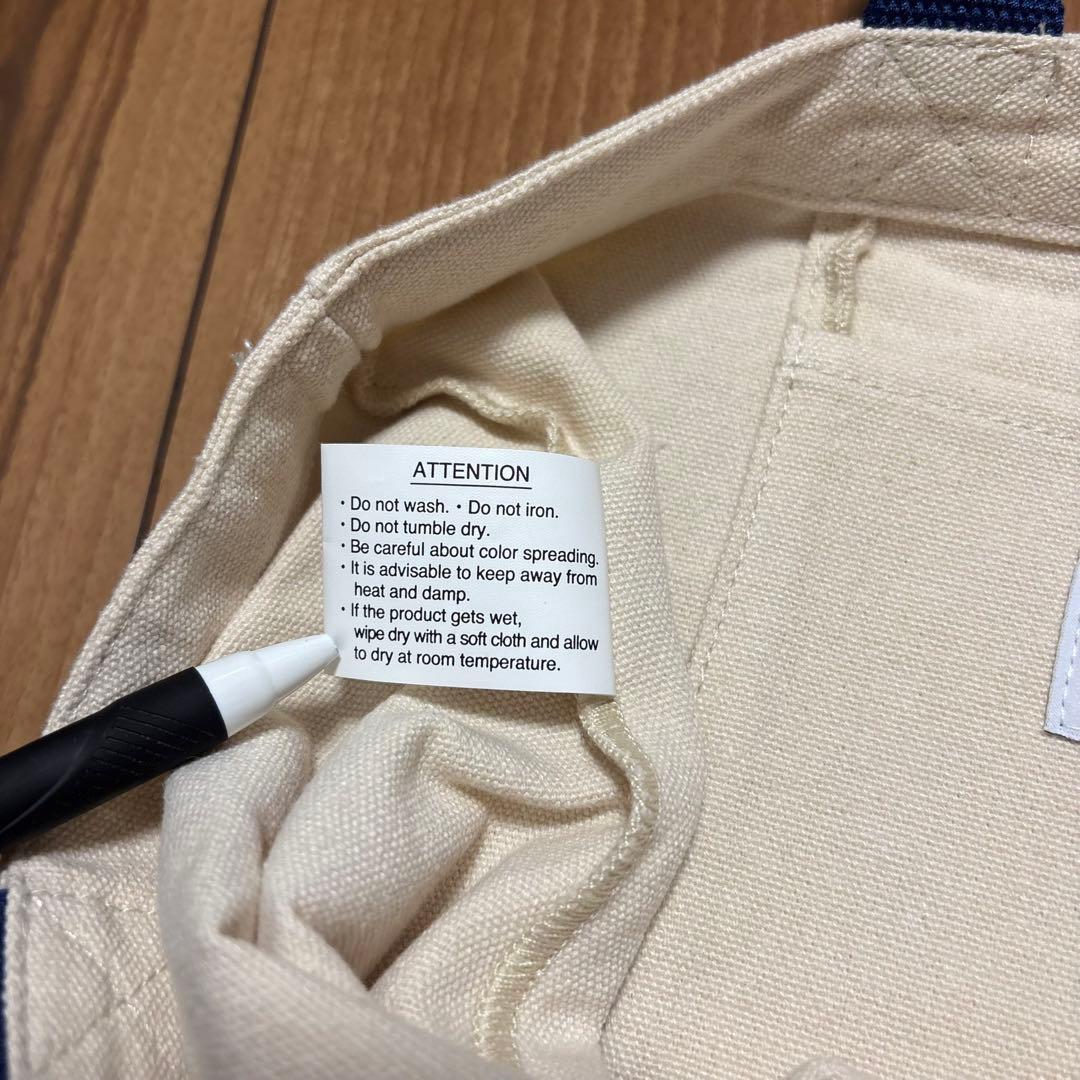 ATTENTION
・Do not wash. ・Do not iron.
・Do not tumble dry.
・Be careful about color spreading.
・It is advisable to keep away from
heat and damp.
・If the product gets wet,
wipe dry with a soft cloth and allow
to dry at room temperature.